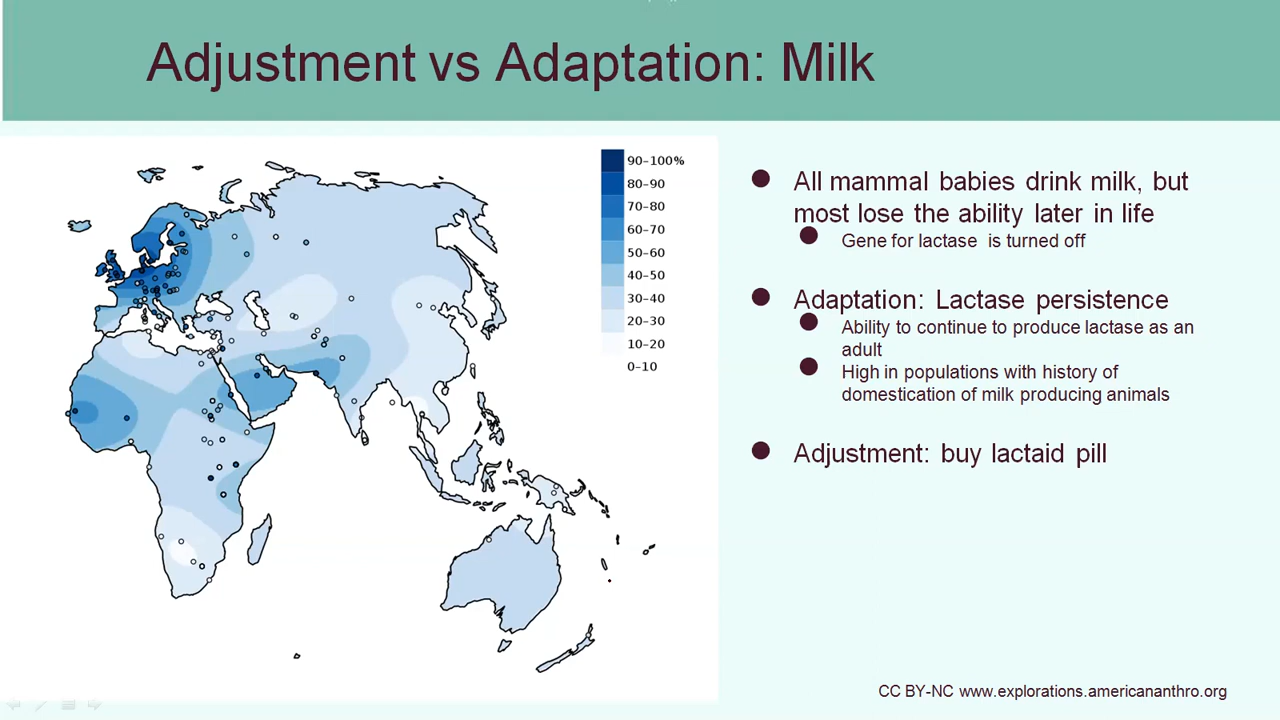 Adjustment vs Adaptation: Milk
90–100%
80–90
70–80
60–70
50–60
40–50
30–40
20–30
10–20
0–10
All mammal babies drink milk, but
most lose the ability later in life
Gene for lactase is turned off
Adaptation: Lactase persistence
Ability to continue to produce lactase as an
adult
High in populations with history of
domestication of milk producing animals
Adjustment: buy lactaid pill
CC BY-NC www.explorations.americananthro.org